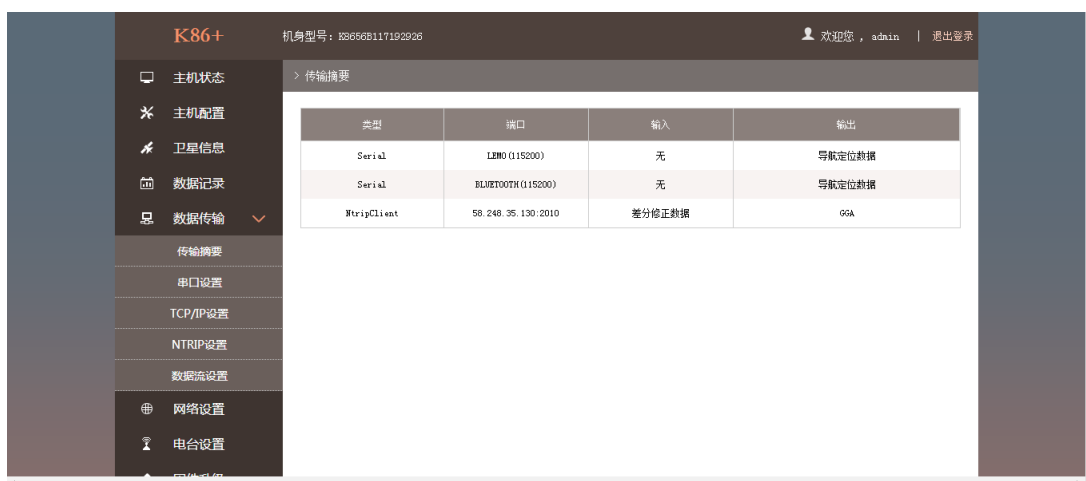 K86+
机身型号：K8656B117192926
欢迎您 , admin | 退出登录
主机状态
主机配置
卫星信息
数据记录
数据传输
传输摘要
串口设置
TCP/IP设置
NTRIP设置
数据流设置
网络设置
电台设置
> 传输摘要
类型 端口 输入 输出
Serial LEMO(115200) 无 导航定位数据
Serial BLUETOOTH(115200) 无 导航定位数据
NtripClient 58.248.35.130:2010 差分修正数据 GGA